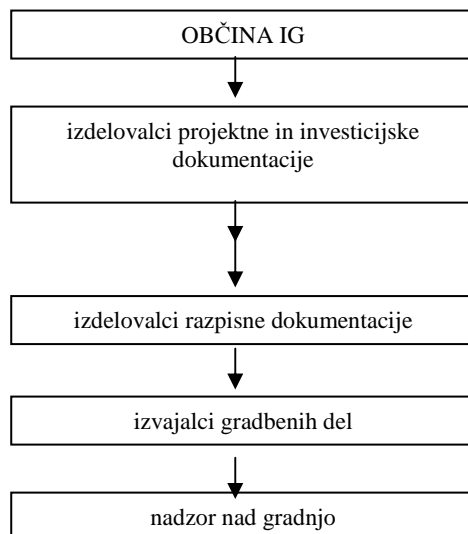 OBČINA IG
izdelovalci projektne in investicijske
dokumentacije
izdelovalci razpisne dokumentacije
izvajalci gradbenih del
nadzor nad gradnjo